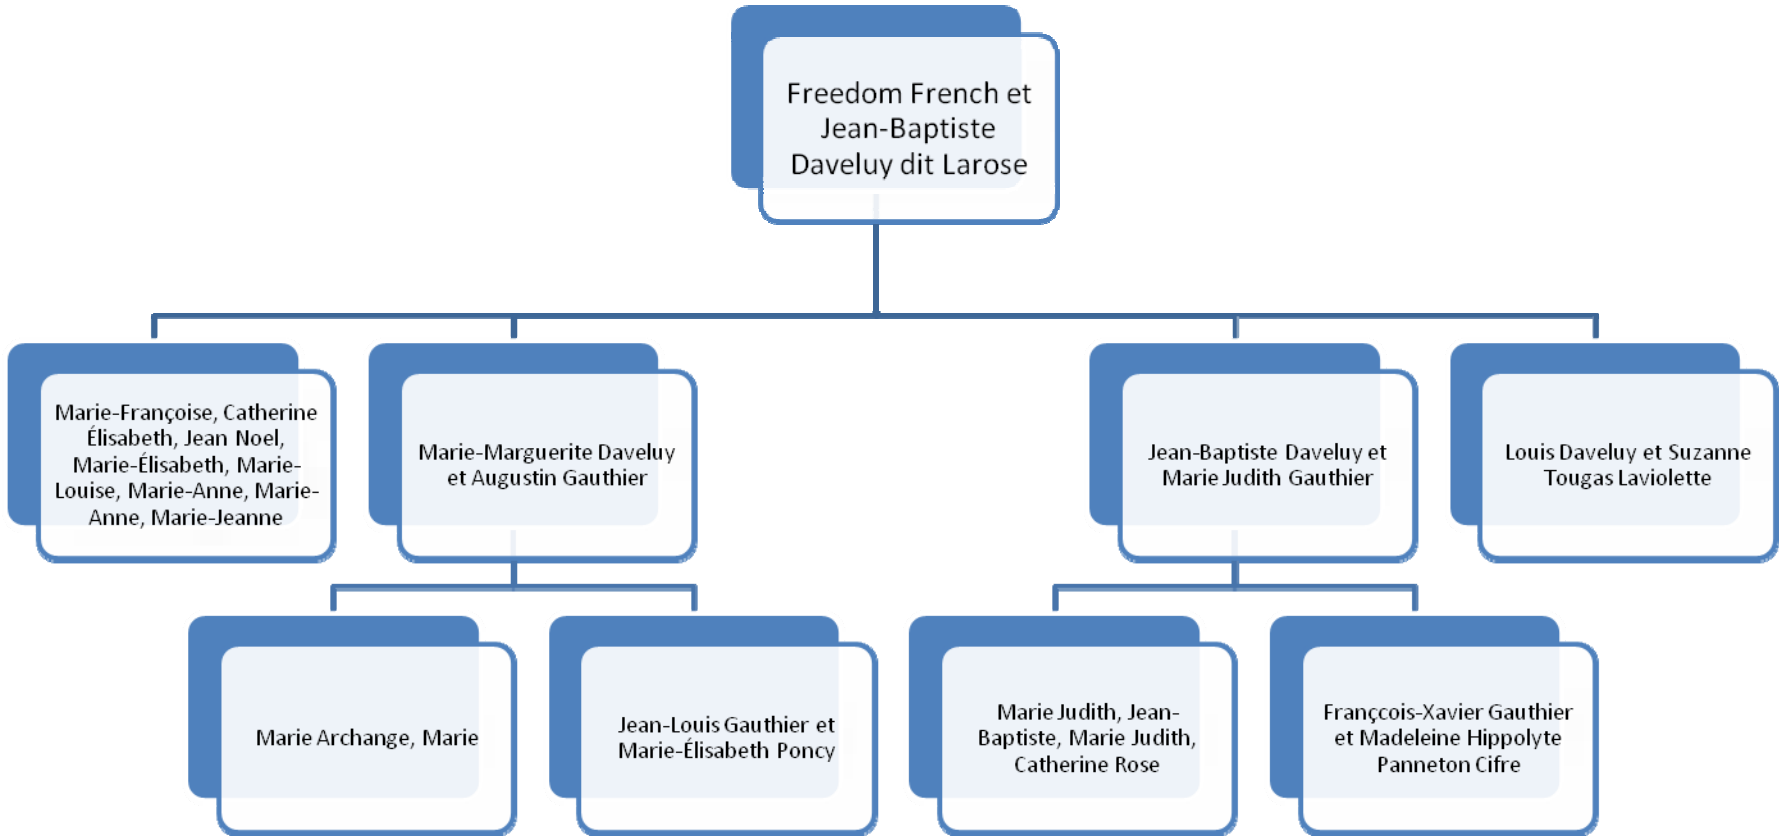 Freedom French et
Jean-Baptiste
Daveluy dit Larose
Marie-Françoise, Catherine
Élisabeth, Jean Noel,
Marie-Élisabeth, Marie-
Louise, Marie-Anne, Marie-
Anne, Marie-Jeanne
Marie-Marguerite Daveluy
et Augustin Gauthier
Jean-Baptiste Daveluy et
Marie Judith Gauthier
Louis Daveluy et Suzanne
Tougas Laviolette
Marie Archange, Marie
Jean-Louis Gauthier et
Marie-Élisabeth Poncy
Marie Judith, Jean-
Baptiste, Marie Judith,
Catherine Rose
Françcois-Xavier Gauthier
et Madeleine Hippolyte
Panneton Cifre